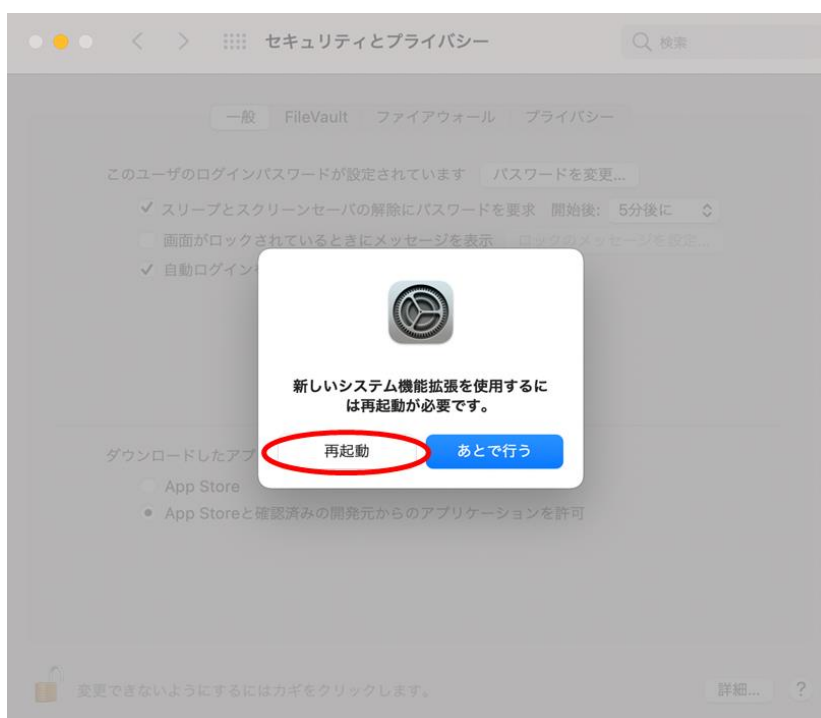 セキュリティとプライバシー
検索
一般 FileVault ファイアウォール プライバシー
このユーザのログインパスワードが設定されています パスワードを変更...
スリープとスクリーンセーバの解除にパスワードを要求 開始後: 5分後に
画面がロックされているときにメッセージを表示 ロックのメッセージを設定...
自動ログイン
新しいシステム機能拡張を使用するに
は再起動が必要です。
再起動 あとで行う
ダウンロードしたアプ
App Store
App Storeと確認済みの開発元からのアプリケーションを許可
変更できないようにするにはカギをクリックします。
詳細... ?